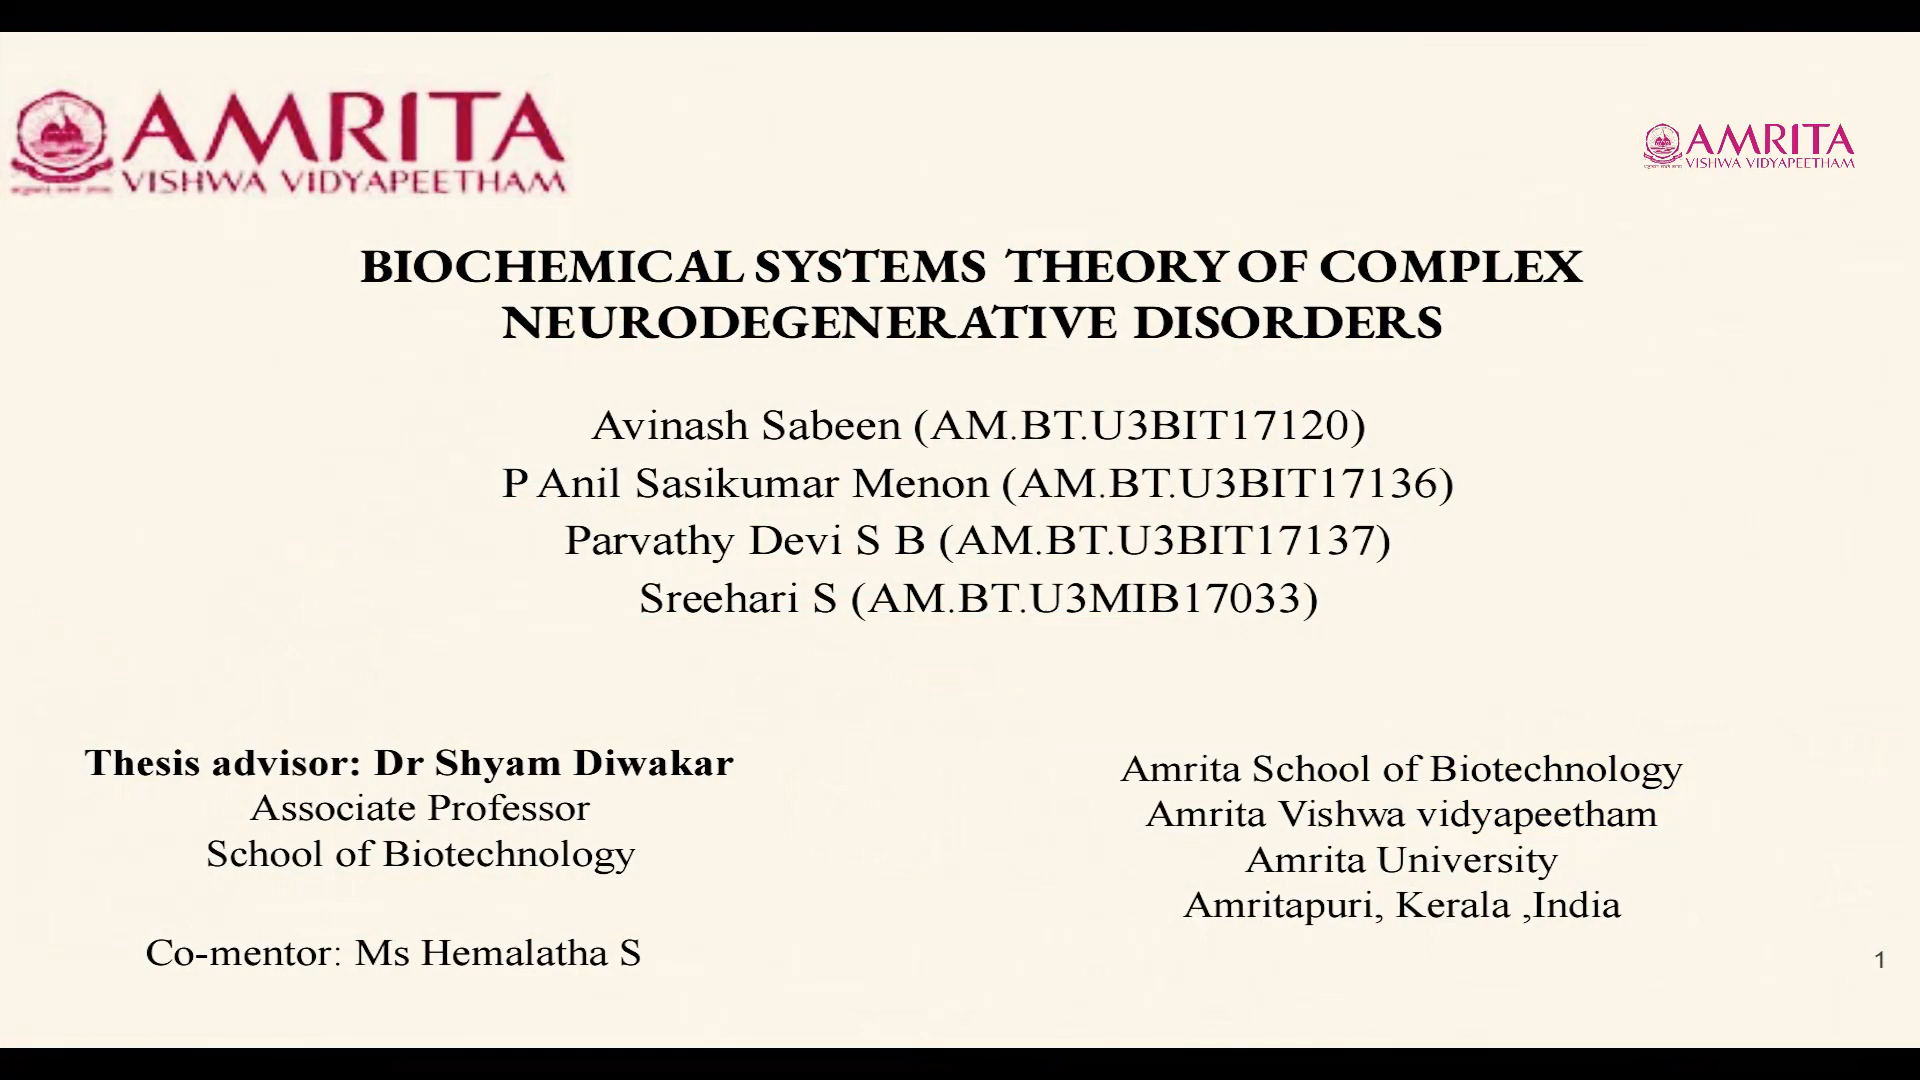 AMRITA
VISHWA VIDYAPEETHAM
AMRITA
VISHWA VIDYAPEETHAM
BIOCHEMICAL SYSTEMS THEORY OF COMPLEX
NEURODEGENERATIVE DISORDERS
Avinash Sabeen (AM.BT.U3BIT17120)
P Anil Sasikumar Menon (AM.BT.U3BIT17136)
Parvathy Devi S B (AM.BT.U3BIT17137)
Sreehari S (AM.BT.U3MIB17033)
Thesis advisor: Dr Shyam Diwakar
Associate Professor
School of Biotechnology
Co-mentor: Ms Hemalatha S
Amrita School of Biotechnology
Amrita Vishwa vidyapeetham
Amrita University
Amritapuri, Kerala ,India
1